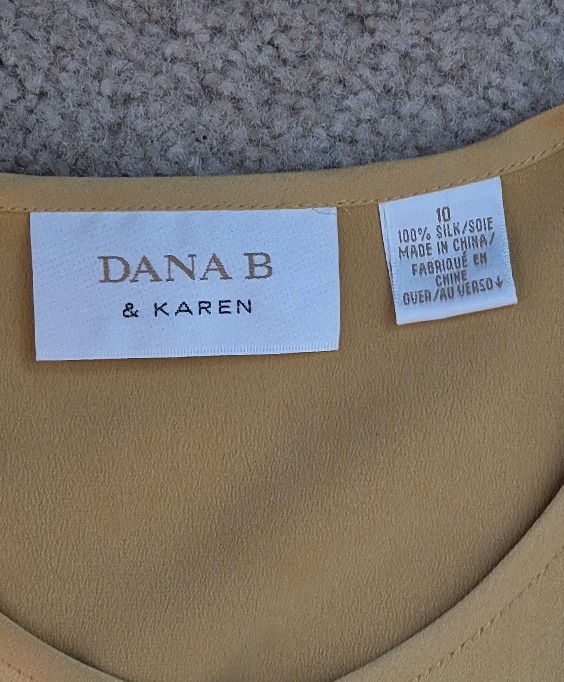 DANA B
& KAREN
10
100% SILK/SOIE
MADE IN CHINA/
FABRIQUÉ EN
CHINE
OVER/AU VERSO↓